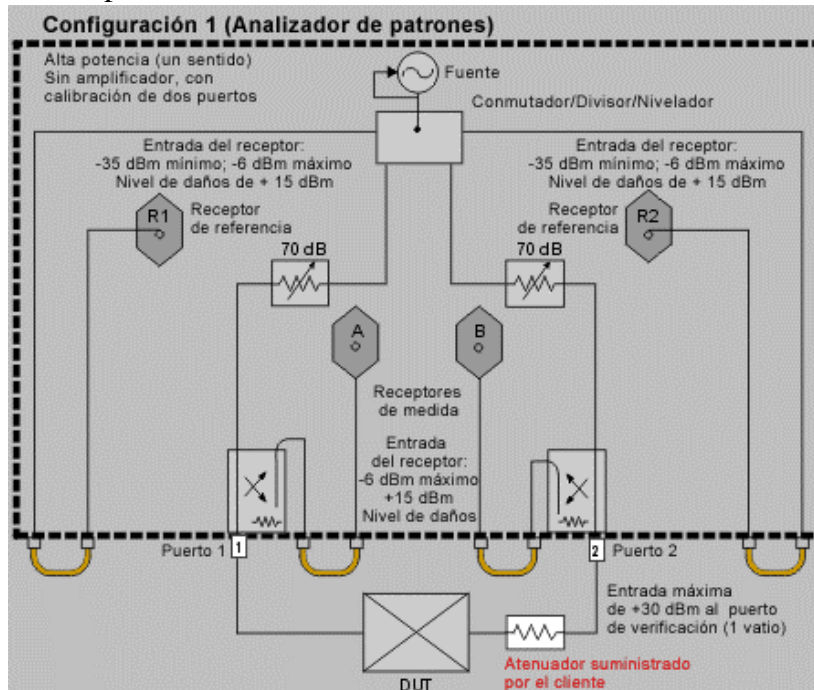 Configuración 1 (Analizador de patrones)
Alta potencia (un sentido)
Sin amplificador, con
calibración de dos puertos
Fuente
Conmutador/Divisor/Nivelador
Entrada del receptor:
-35 dBm mínimo; -6 dBm máximo
Nivel de daños de + 15 dBm
Entrada del receptor:
-35 dBm mínimo; -6 dBm máximo
Nivel de daños de + 15 dBm
R1
Receptor
de referencia
Receptor
de referencia
R2
70 dB
70 dB
A
B
Receptores
de medida
Entrada
del receptor:
-6 dBm máximo
+15 dBm
Nivel de daños
Puerto 1
1
2
Puerto 2
Entrada máxima
de +30 dBm al puerto
de verificación (1 vatio)
Atenuador suministrado
por el cliente
DUT